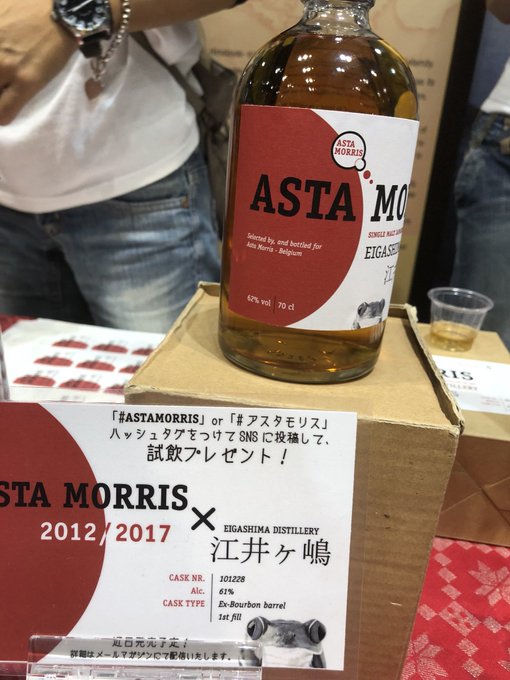 ASTA
MORRIS
ASTA MO
SINGLE MALT
EIGASHIM
江
Selected by, and bottled for
Asta Morris - Belgium
62% vol | 70 cl
RIS
「#ASTAMORRIS」or「#アスタモリス」
ハッシュタグをつけてSNSに投稿して、
試飲プレゼント!
STA MORRIS
2012/2017
×
EIGASHIMA DISTILLERY
江井ヶ嶋
CASK NR. 101228
Alc. 61%
CASK TYPE Ex-Bourbon barrel
1st fill
近日発売予定!
詳細はメールマガジンにて配信いたします。